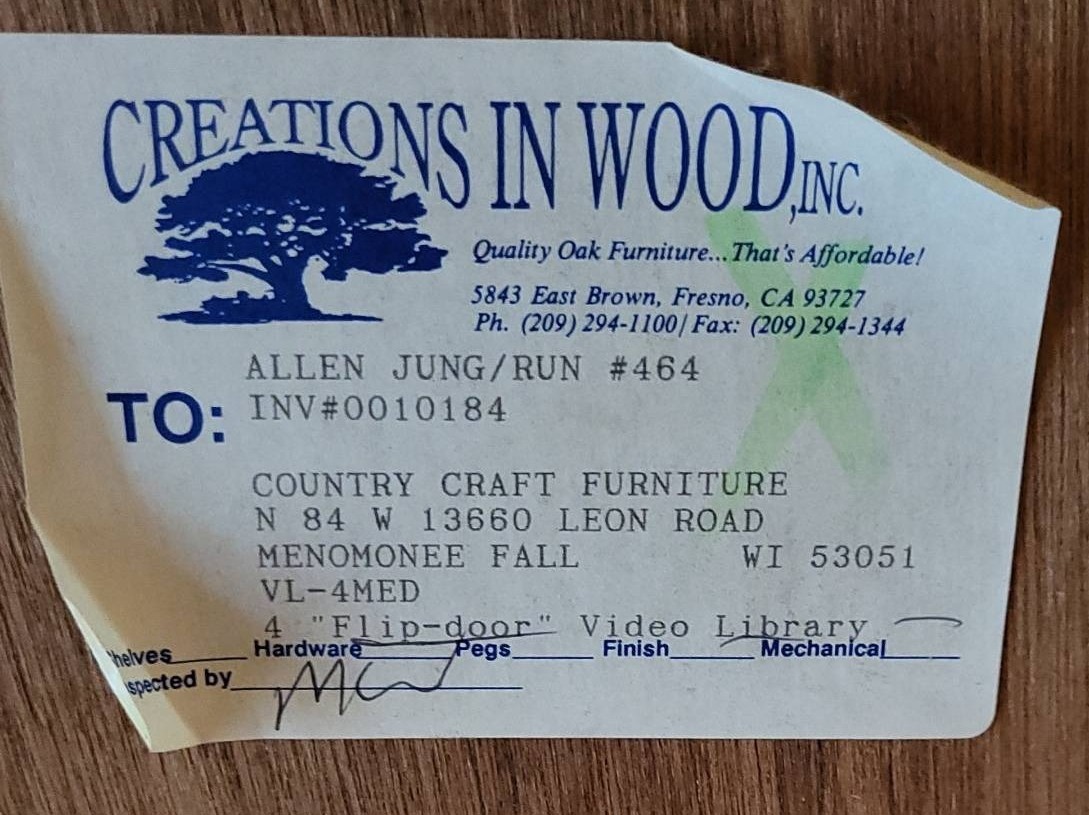 CREATIONS IN WOOD, INC.
Quality Oak Furniture... That's Affordable!
5843 East Brown, Fresno, CA 93727
Ph. (209) 294-1100/ Fax: (209) 294-1344
ALLEN JUNG/RUN #464
TO: INV#0010184
COUNTRY CRAFT FURNITURE
N 84 W 13660 LEON ROAD
MENOMONEE FALL WI 53051
VL-4MED
4 "Flip-door" Video Library
helves Hardware Pegs Finish Mechanical
spected by